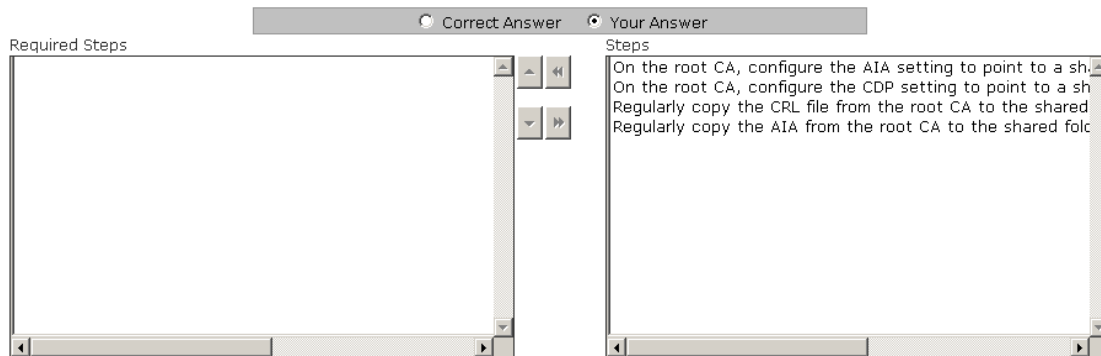 Correct Answer Your Answer
Required Steps
Steps
On the root CA, configure the AIA setting to point to a sh
On the root CA, configure the CDP setting to point to a sh
Regularly copy the CRL file from the root CA to the shared
Regularly copy the AIA from the root CA to the shared fold